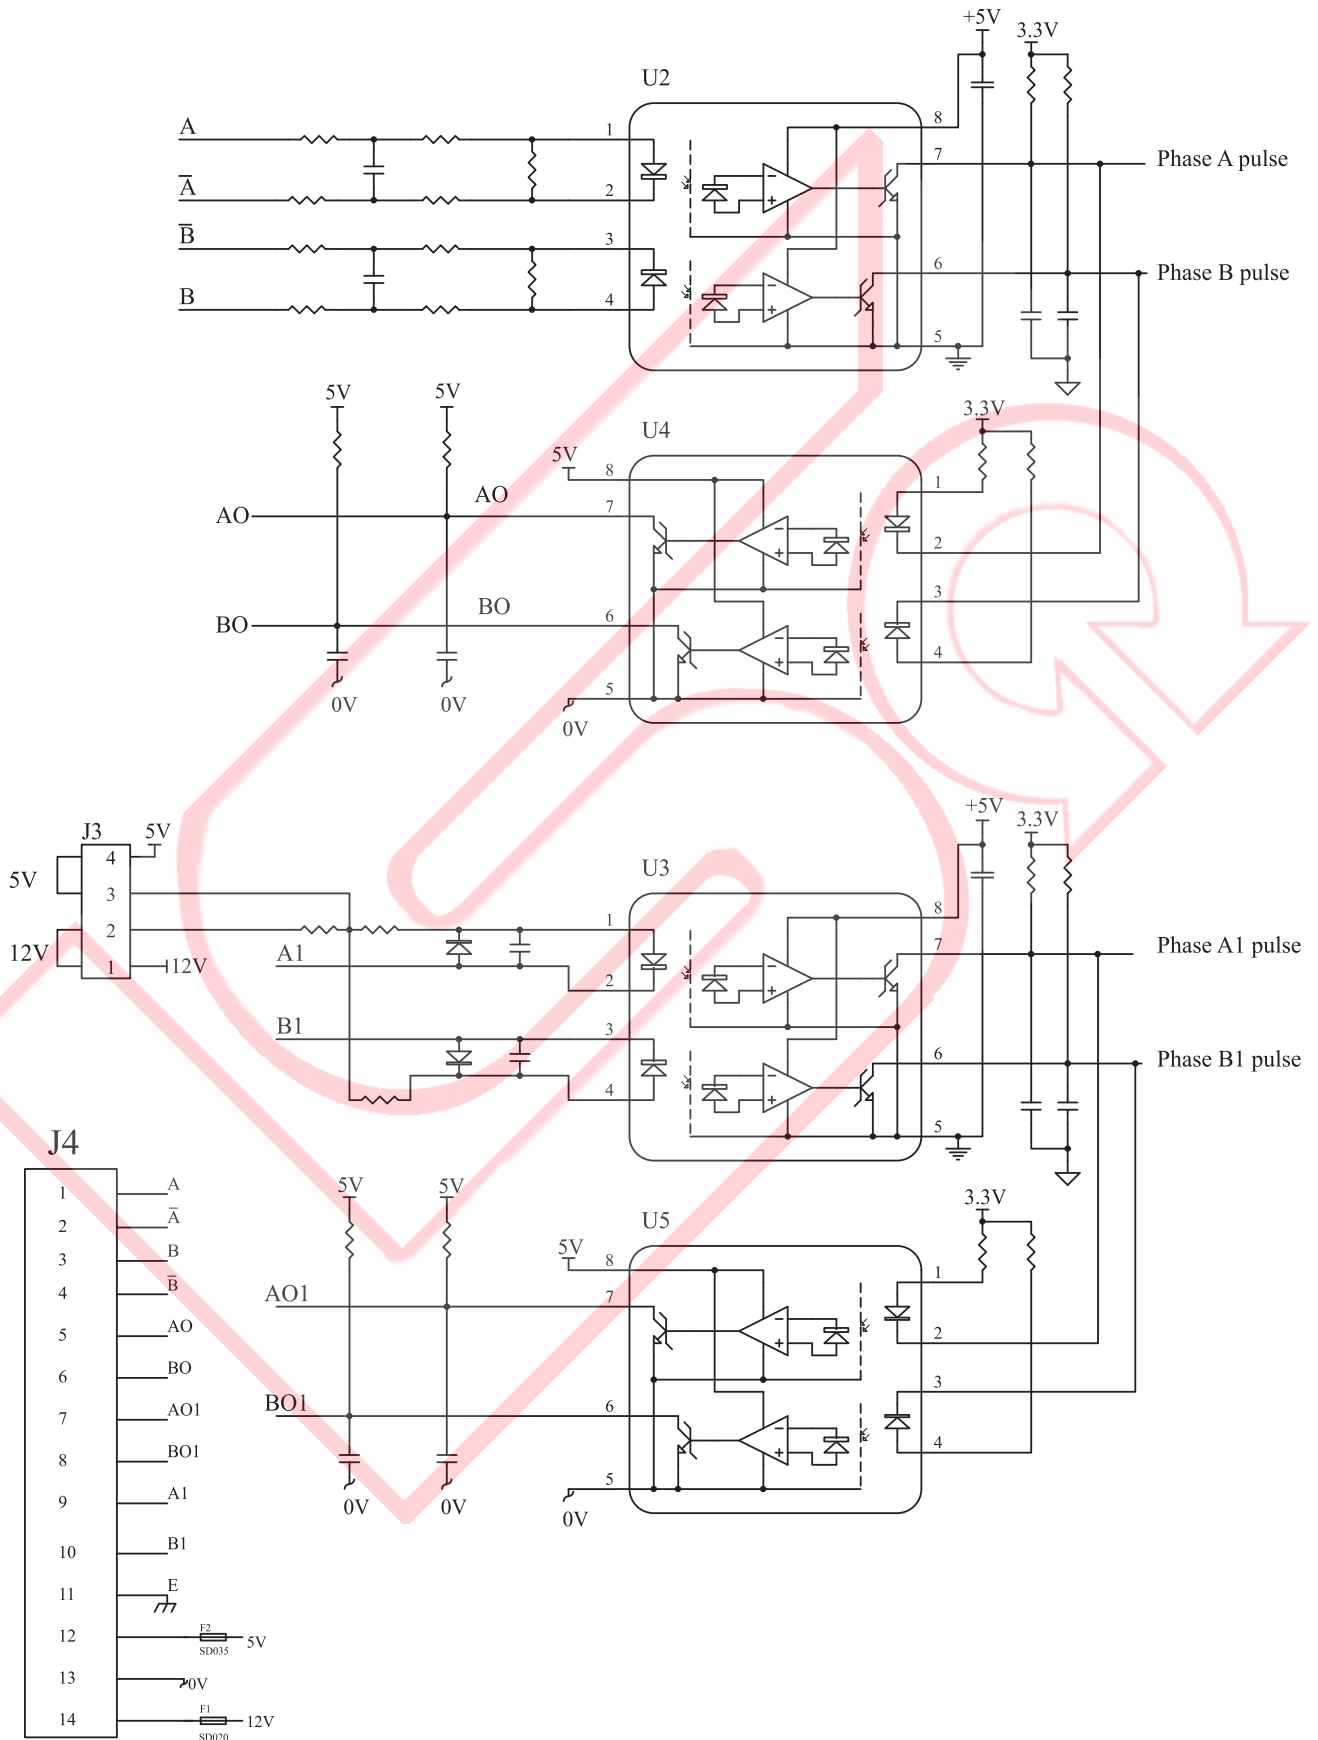 +5V
3.3V
U2
A
1
8
7
Phase A pulse
A̅
2
B̅
3
6
Phase B pulse
B
4
5
−
+
−
+
5V
5V
3.3V
U4
5V
8
1
AO
AO
7
2
BO
BO
6
3
4
5
0V
0V
0V
−
+
−
+
+5V
3.3V
J3
5V
4
5V
3
2
12V
1
12V
U3
1
8
A1
7
Phase A1 pulse
2
B1
3
6
Phase B1 pulse
4
5
−
+
−
+
5V
5V
3.3V
U5
5V
8
1
AO1
7
2
BO1
6
3
4
5
0V
0V
0V
−
+
−
+
J4
1 A
2 A̅
3 B
4 B̅
5 AO
6 BO
7 AO1
8 BO1
9 A1
10 B1
11 E
12 F2 5V
SD035
13 0V
14 F1 12V
SD020